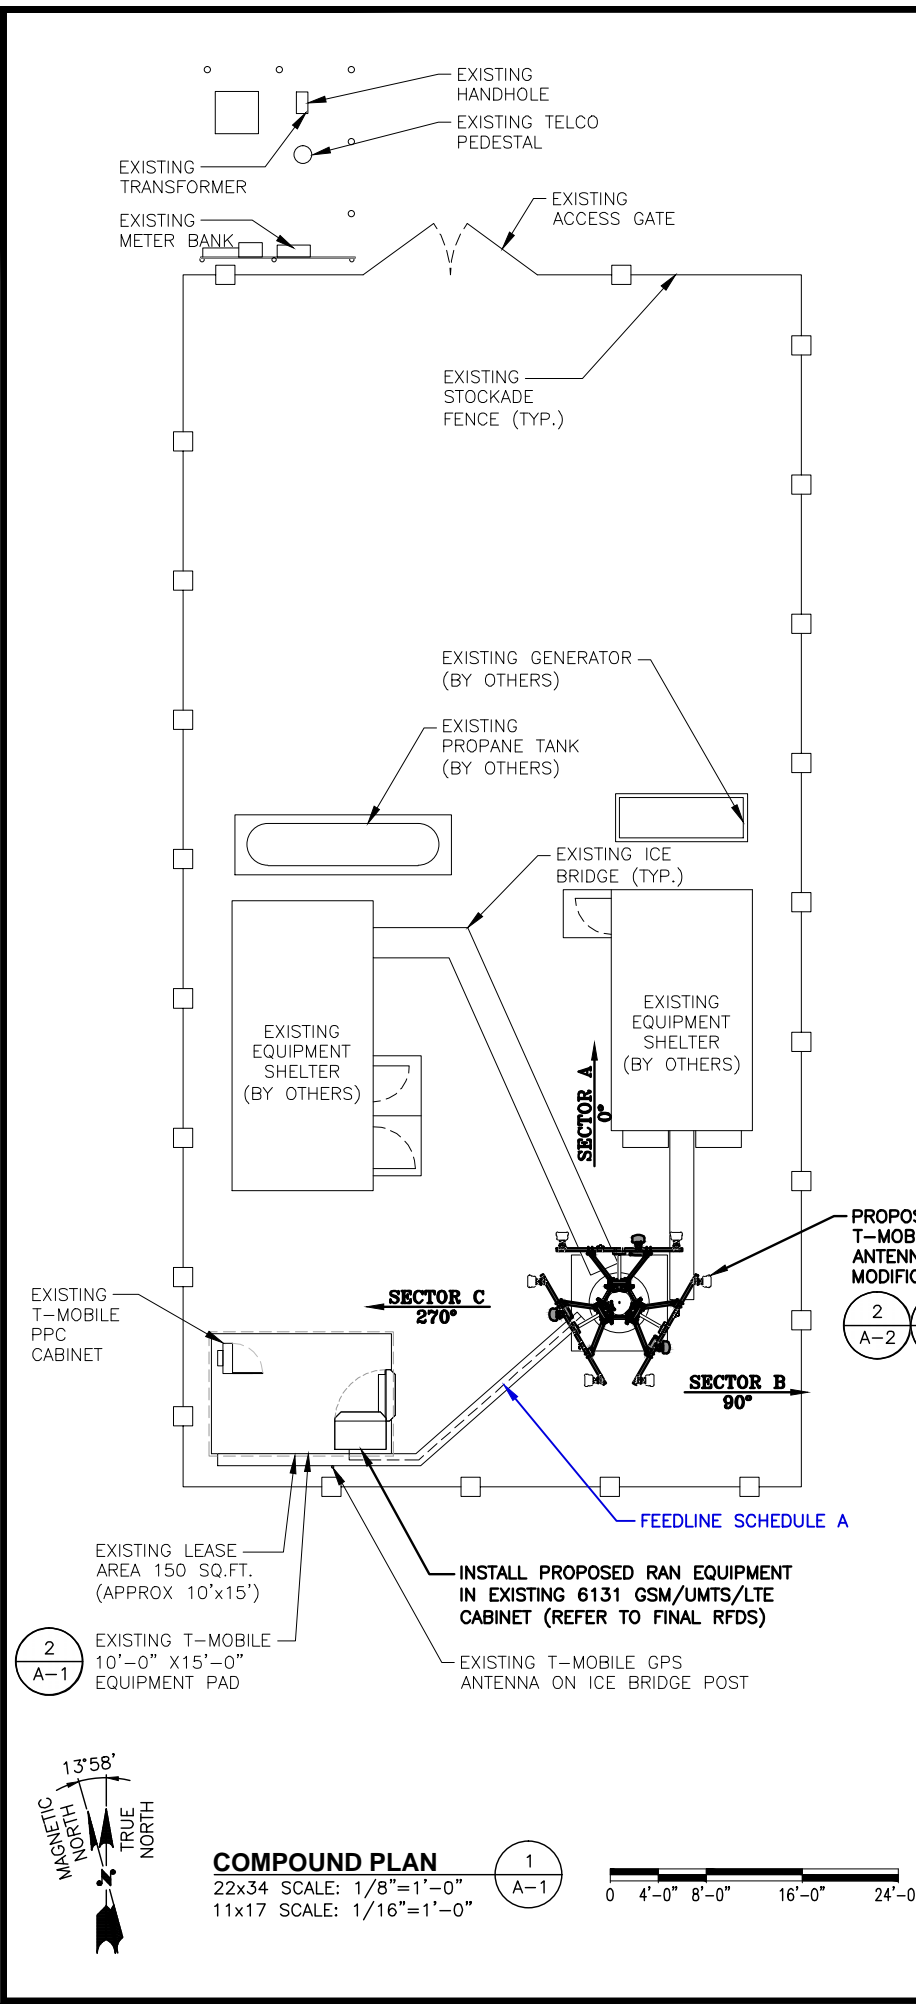 EXISTING
HANDHOLE
EXISTING TELCO
PEDESTAL
EXISTING
TRANSFORMER
EXISTING
METER BANK
EXISTING
ACCESS GATE
EXISTING
STOCKADE
FENCE (TYP.)
EXISTING GENERATOR
(BY OTHERS)
EXISTING
PROPANE TANK
(BY OTHERS)
EXISTING ICE
BRIDGE (TYP.)
EXISTING
EQUIPMENT
SHELTER
(BY OTHERS)
EXISTING
EQUIPMENT
SHELTER
(BY OTHERS)
SECTOR A
0°
PROPOS
T-MOB
ANTENN
MODIFIC
2
A-2
EXISTING
T-MOBILE
PPC
CABINET
SECTOR C
270°
SECTOR B
90°
FEEDLINE SCHEDULE A
EXISTING LEASE
AREA 150 SQ.FT.
(APPROX 10'x15')
INSTALL PROPOSED RAN EQUIPMENT
IN EXISTING 6131 GSM/UMTS/LTE
CABINET (REFER TO FINAL RFDS)
2
A-1
EXISTING T-MOBILE
10'-0" X15'-0"
EQUIPMENT PAD
EXISTING T-MOBILE GPS
ANTENNA ON ICE BRIDGE POST
13°58'
MAGNETIC
NORTH
TRUE
NORTH
N
COMPOUND PLAN
22x34 SCALE: 1/8"=1'-0"
11x17 SCALE: 1/16"=1'-0"
1
A-1
0 4'-0" 8'-0" 16'-0" 24'-0